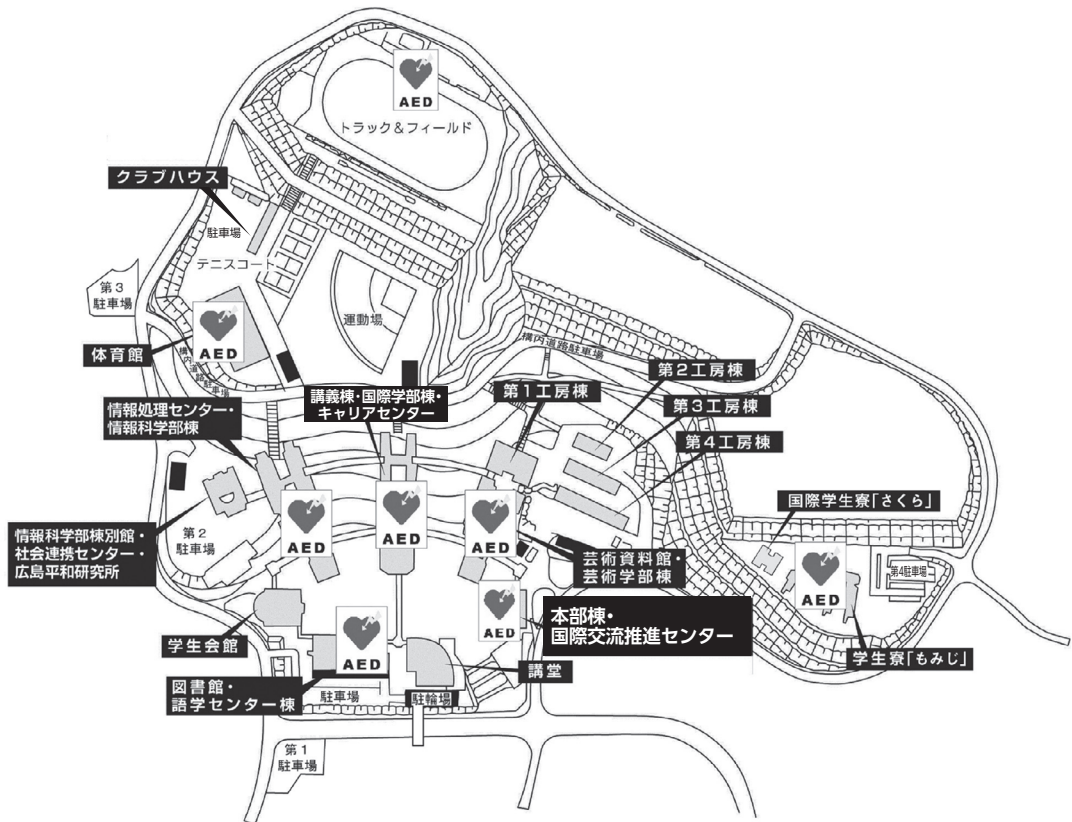 AED
トラック&フィールド
クラブハウス
駐車場
テニスコート
第3
駐車場
運動場
AED
体育館
構内道路駐車場
構内道路駐車場
第2工房棟
講義棟・国際学部棟・
キャリアセンター
第1工房棟
第3工房棟
情報処理センター・
情報科学部棟
第4工房棟
国際学生寮「さくら」
情報科学部棟別館・
社会連携センター・
広島平和研究所
第2
駐車場
AED
AED
AED
芸術資料館・
芸術学部棟
AED
第4駐車場
学生会館
AED
AED
本部棟・
国際交流推進センター
学生寮「もみじ」
講堂
図書館・
語学センター棟
駐車場
駐輪場
第1
駐車場